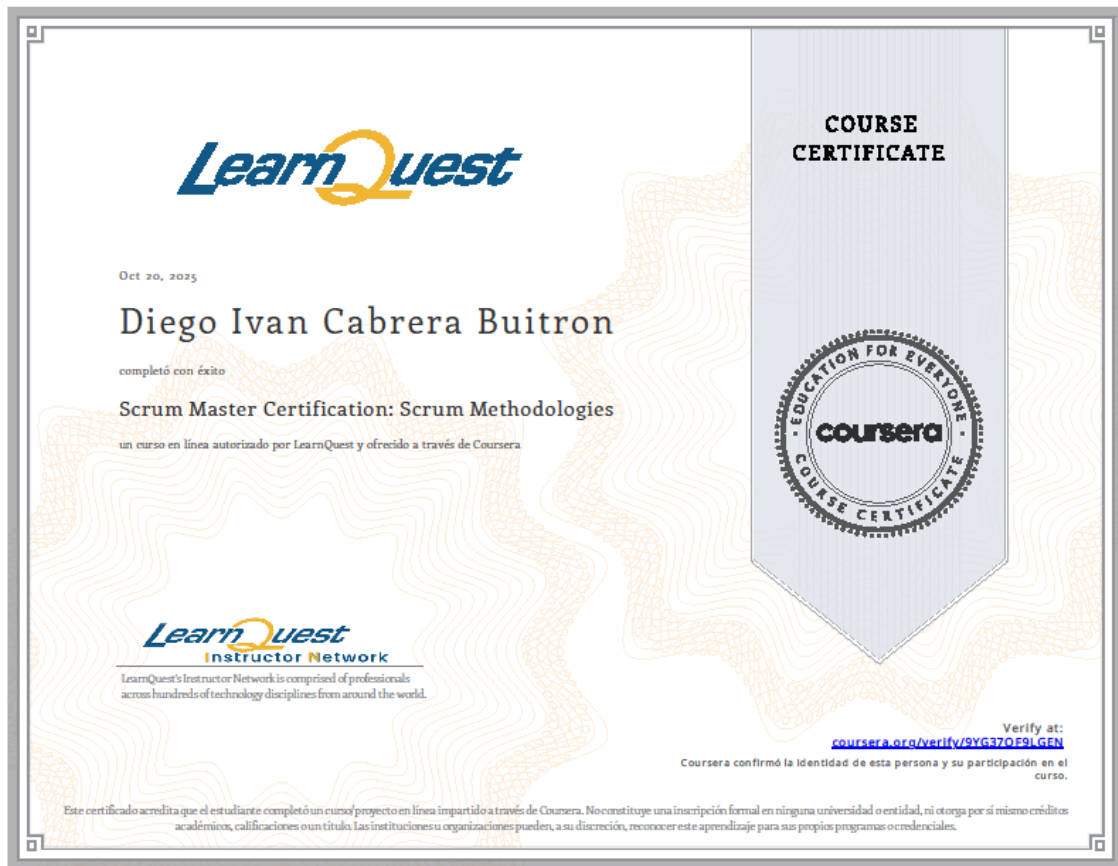 LearnQuest
COURSE
CERTIFICATE
Oct 20, 2025
Diego Ivan Cabrera Buitron
completó con éxito
Scrum Master Certification: Scrum Methodologies
un curso en línea autorizado por LearnQuest y ofrecido a través de Coursera
EDUCATION FOR EVERYONE
coursera
COURSE CERTIFICATE
LearnQuest
Instructor Network
LearnQuest's Instructor Network is comprised of professionals
across hundreds of technology disciplines from around the world.
Verify at:
coursera.org/verify/9YG37OF9LGEN
Coursera confirmó la identidad de esta persona y su participación en el
curso.
Este certificado acredita que el estudiante completó un curso/proyecto en línea impartido a través de Coursera. No constituye una inscripción formal en ninguna universidad o entidad, ni otorga por sí mismo créditos
académicos, calificaciones o un titulo. Las instituciones u organizaciones pueden, a su discreción, reconocer este aprendizaje para sus propios programas o credenciales.